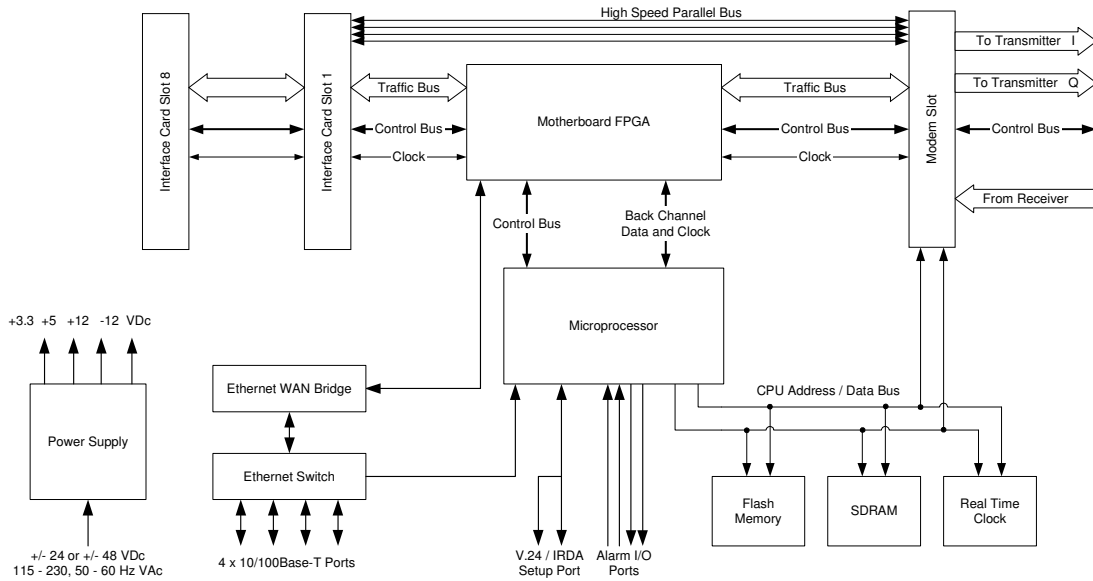 High Speed Parallel Bus
Interface Card Slot 8
Interface Card Slot 1
Traffic Bus
Control Bus
Clock
Motherboard FPGA
Traffic Bus
Control Bus
Clock
Modem Slot
To Transmitter I
To Transmitter Q
Control Bus
From Receiver
Control Bus
Back Channel
Data and Clock
Microprocessor
+3.3 +5 +12 -12 VDc
Power Supply
+/- 24 or +/- 48 VDc
115 - 230, 50 - 60 Hz VAc
Ethernet WAN Bridge
Ethernet Switch
4 x 10/100Base-T Ports
V.24 / IRDA
Setup Port
Alarm I/O
Ports
CPU Address / Data Bus
Flash
Memory
SDRAM
Real Time
Clock